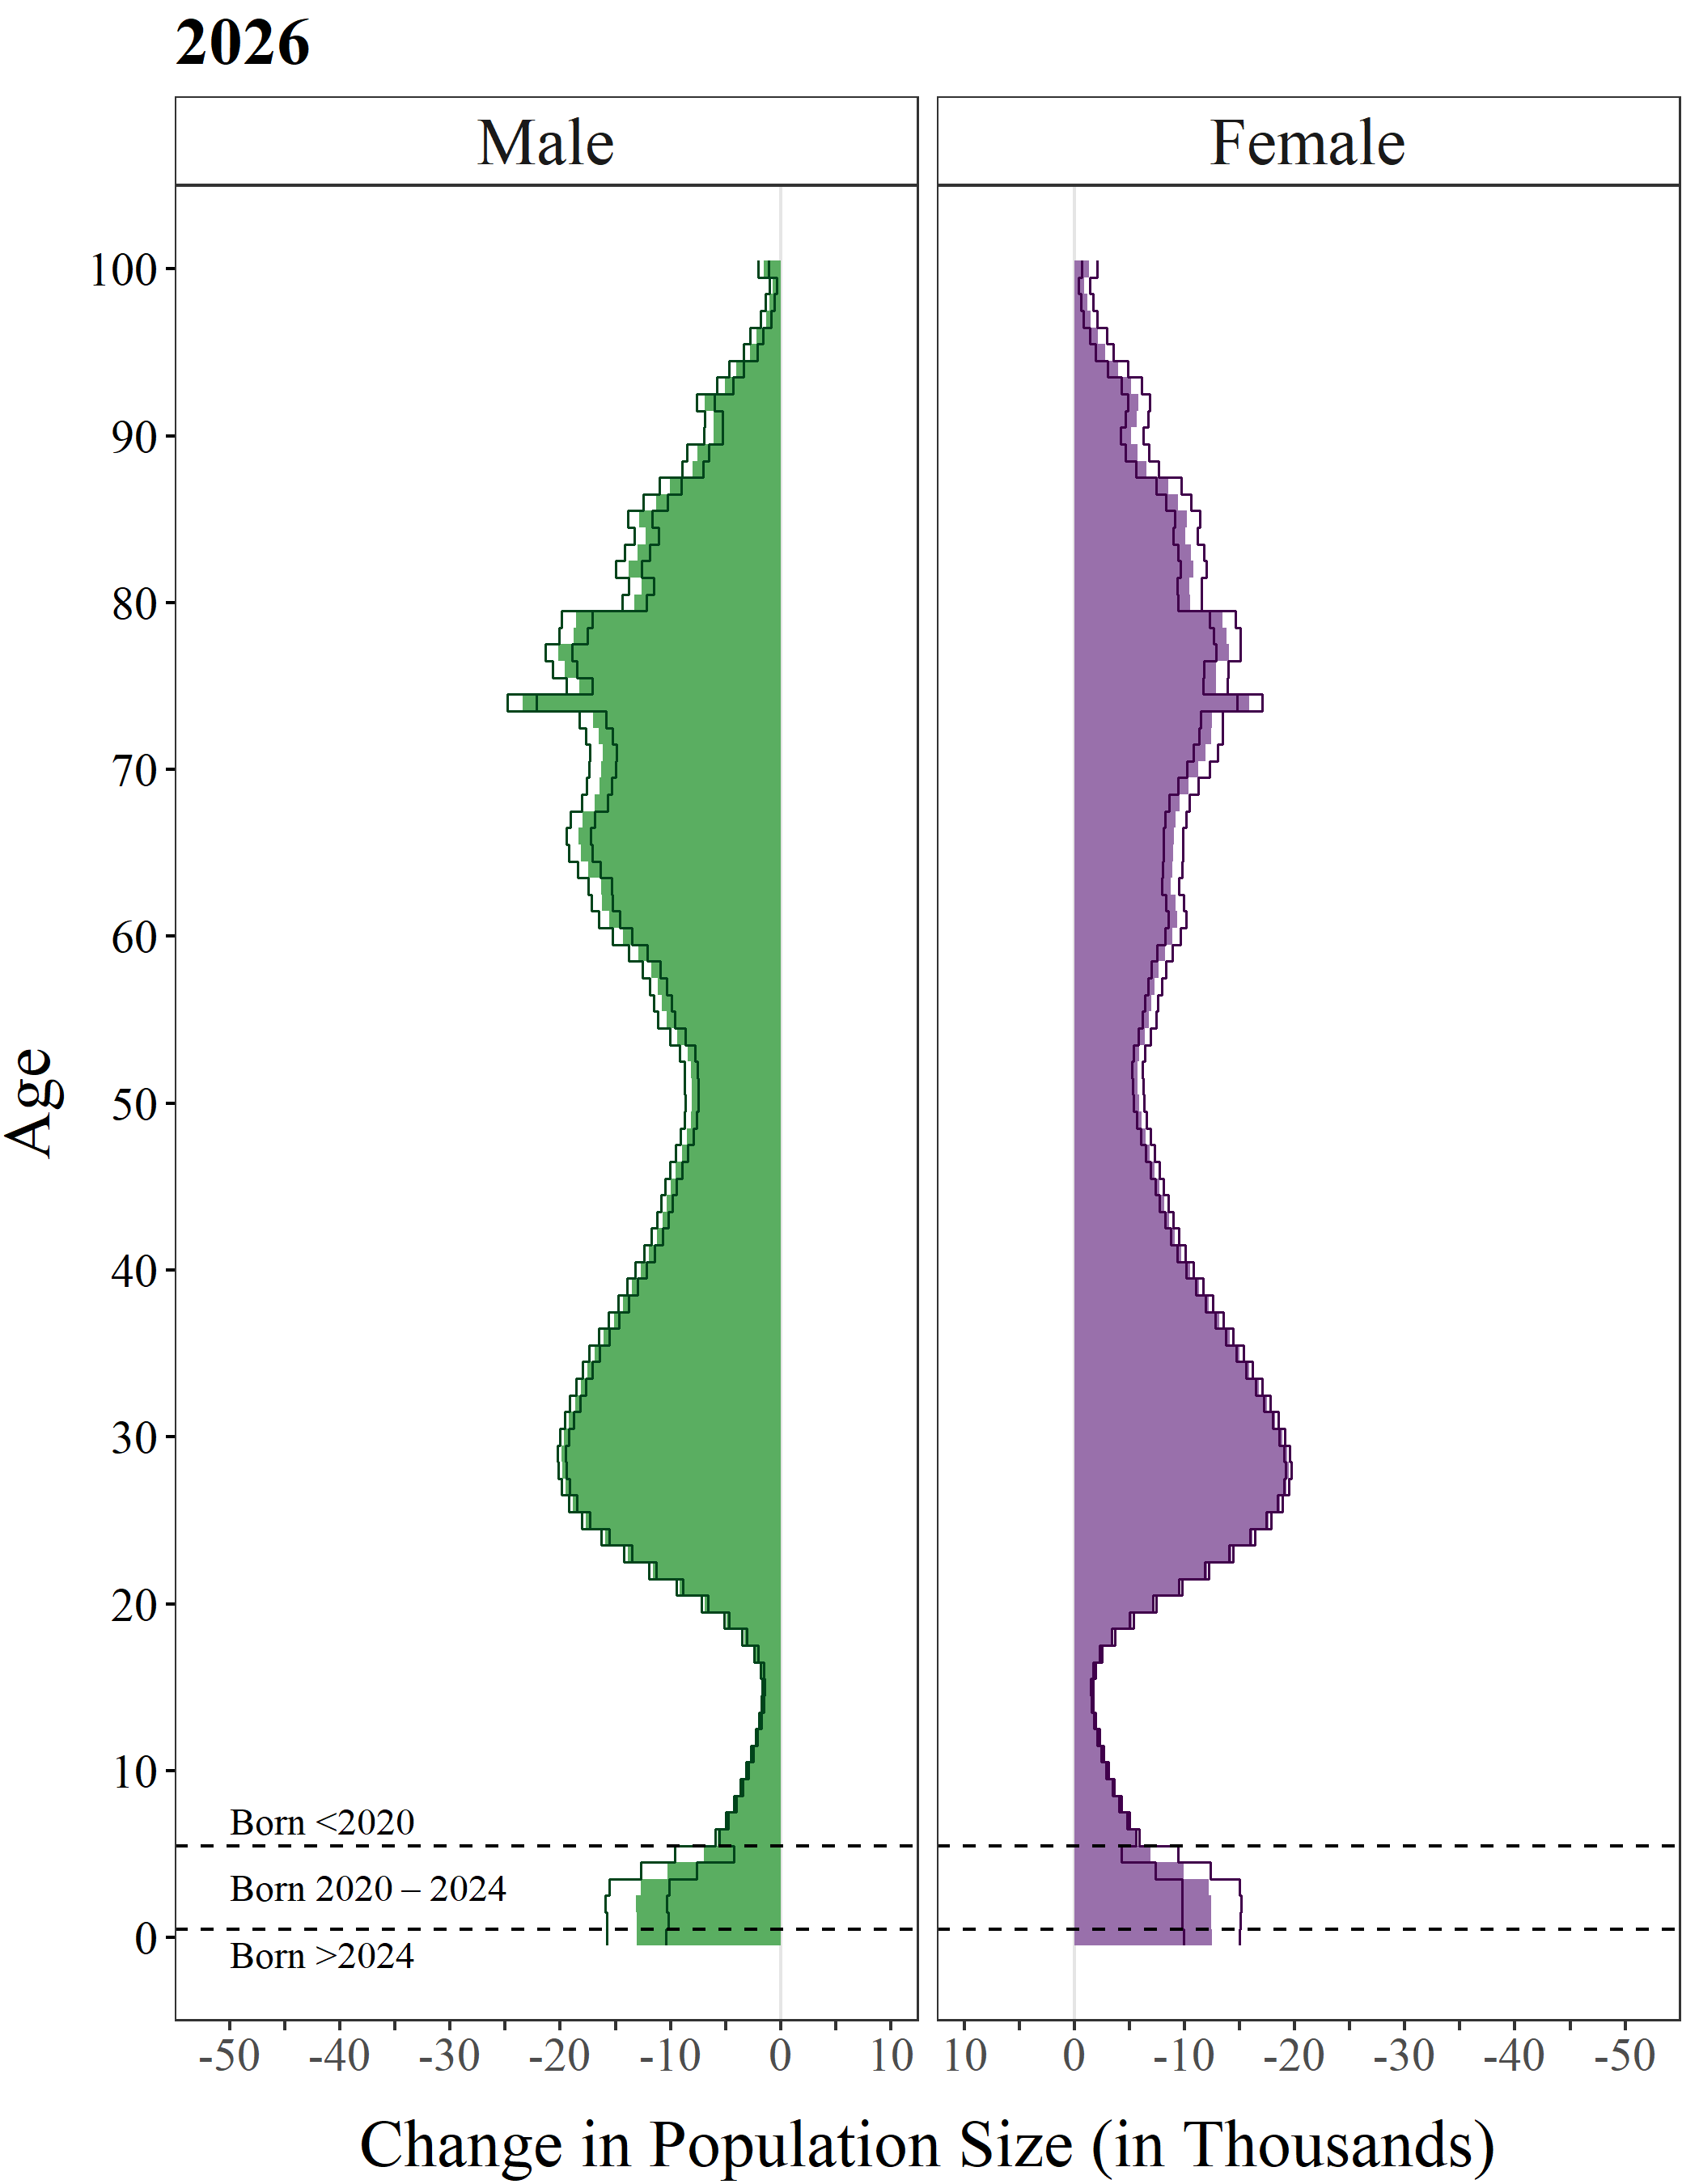 2026
Male Female
100
90
80
70
60
50
40
30
20
10
0
Age
Born <2020
Born 2020 – 2024
Born >2024
-50 -40 -30 -20 -10 0 10 10 0 -10 -20 -30 -40 -50
Change in Population Size (in Thousands)